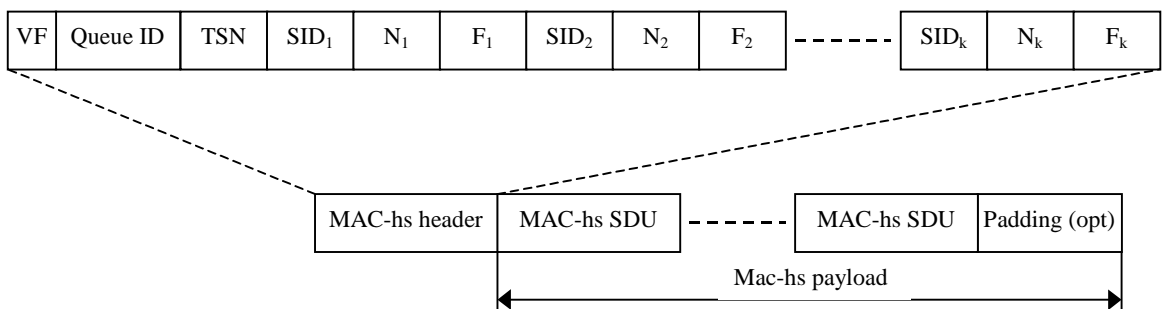 VF Queue ID TSN SID₁ N₁ F₁ SID₂ N₂ F₂ SIDₖ Nₖ Fₖ
MAC-hs header MAC-hs SDU MAC-hs SDU Padding (opt)
Mac-hs payload